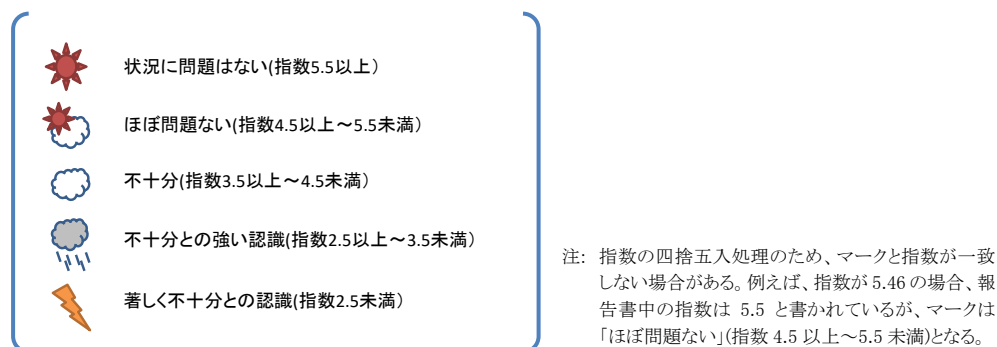 状況に問題はない(指数5.5以上)
ほぼ問題ない(指数4.5以上～5.5未満)
不十分(指数3.5以上～4.5未満)
不十分との強い認識(指数2.5以上～3.5未満)
著しく不十分との認識(指数2.5未満)
注: 指数の四捨五入処理のため、マークと指数が一致
しない場合がある。例えば、指数が 5.46 の場合、報
告書中の指数は 5.5 と書かれているが、マークは
「ほぼ問題ない」(指数 4.5 以上～5.5 未満)となる。